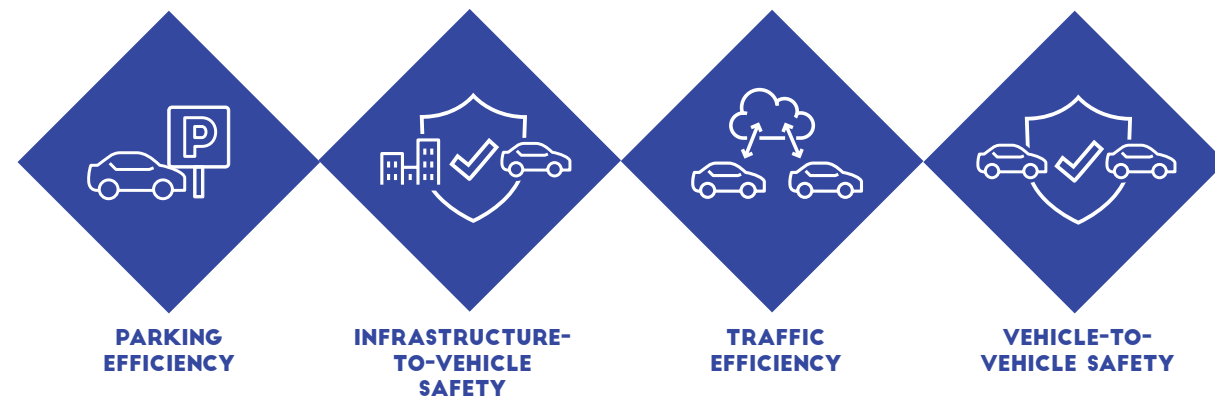 P
PARKING
EFFICIENCY
INFRASTRUCTURE-
TO-VEHICLE
SAFETY
TRAFFIC
EFFICIENCY
VEHICLE-TO-
VEHICLE SAFETY